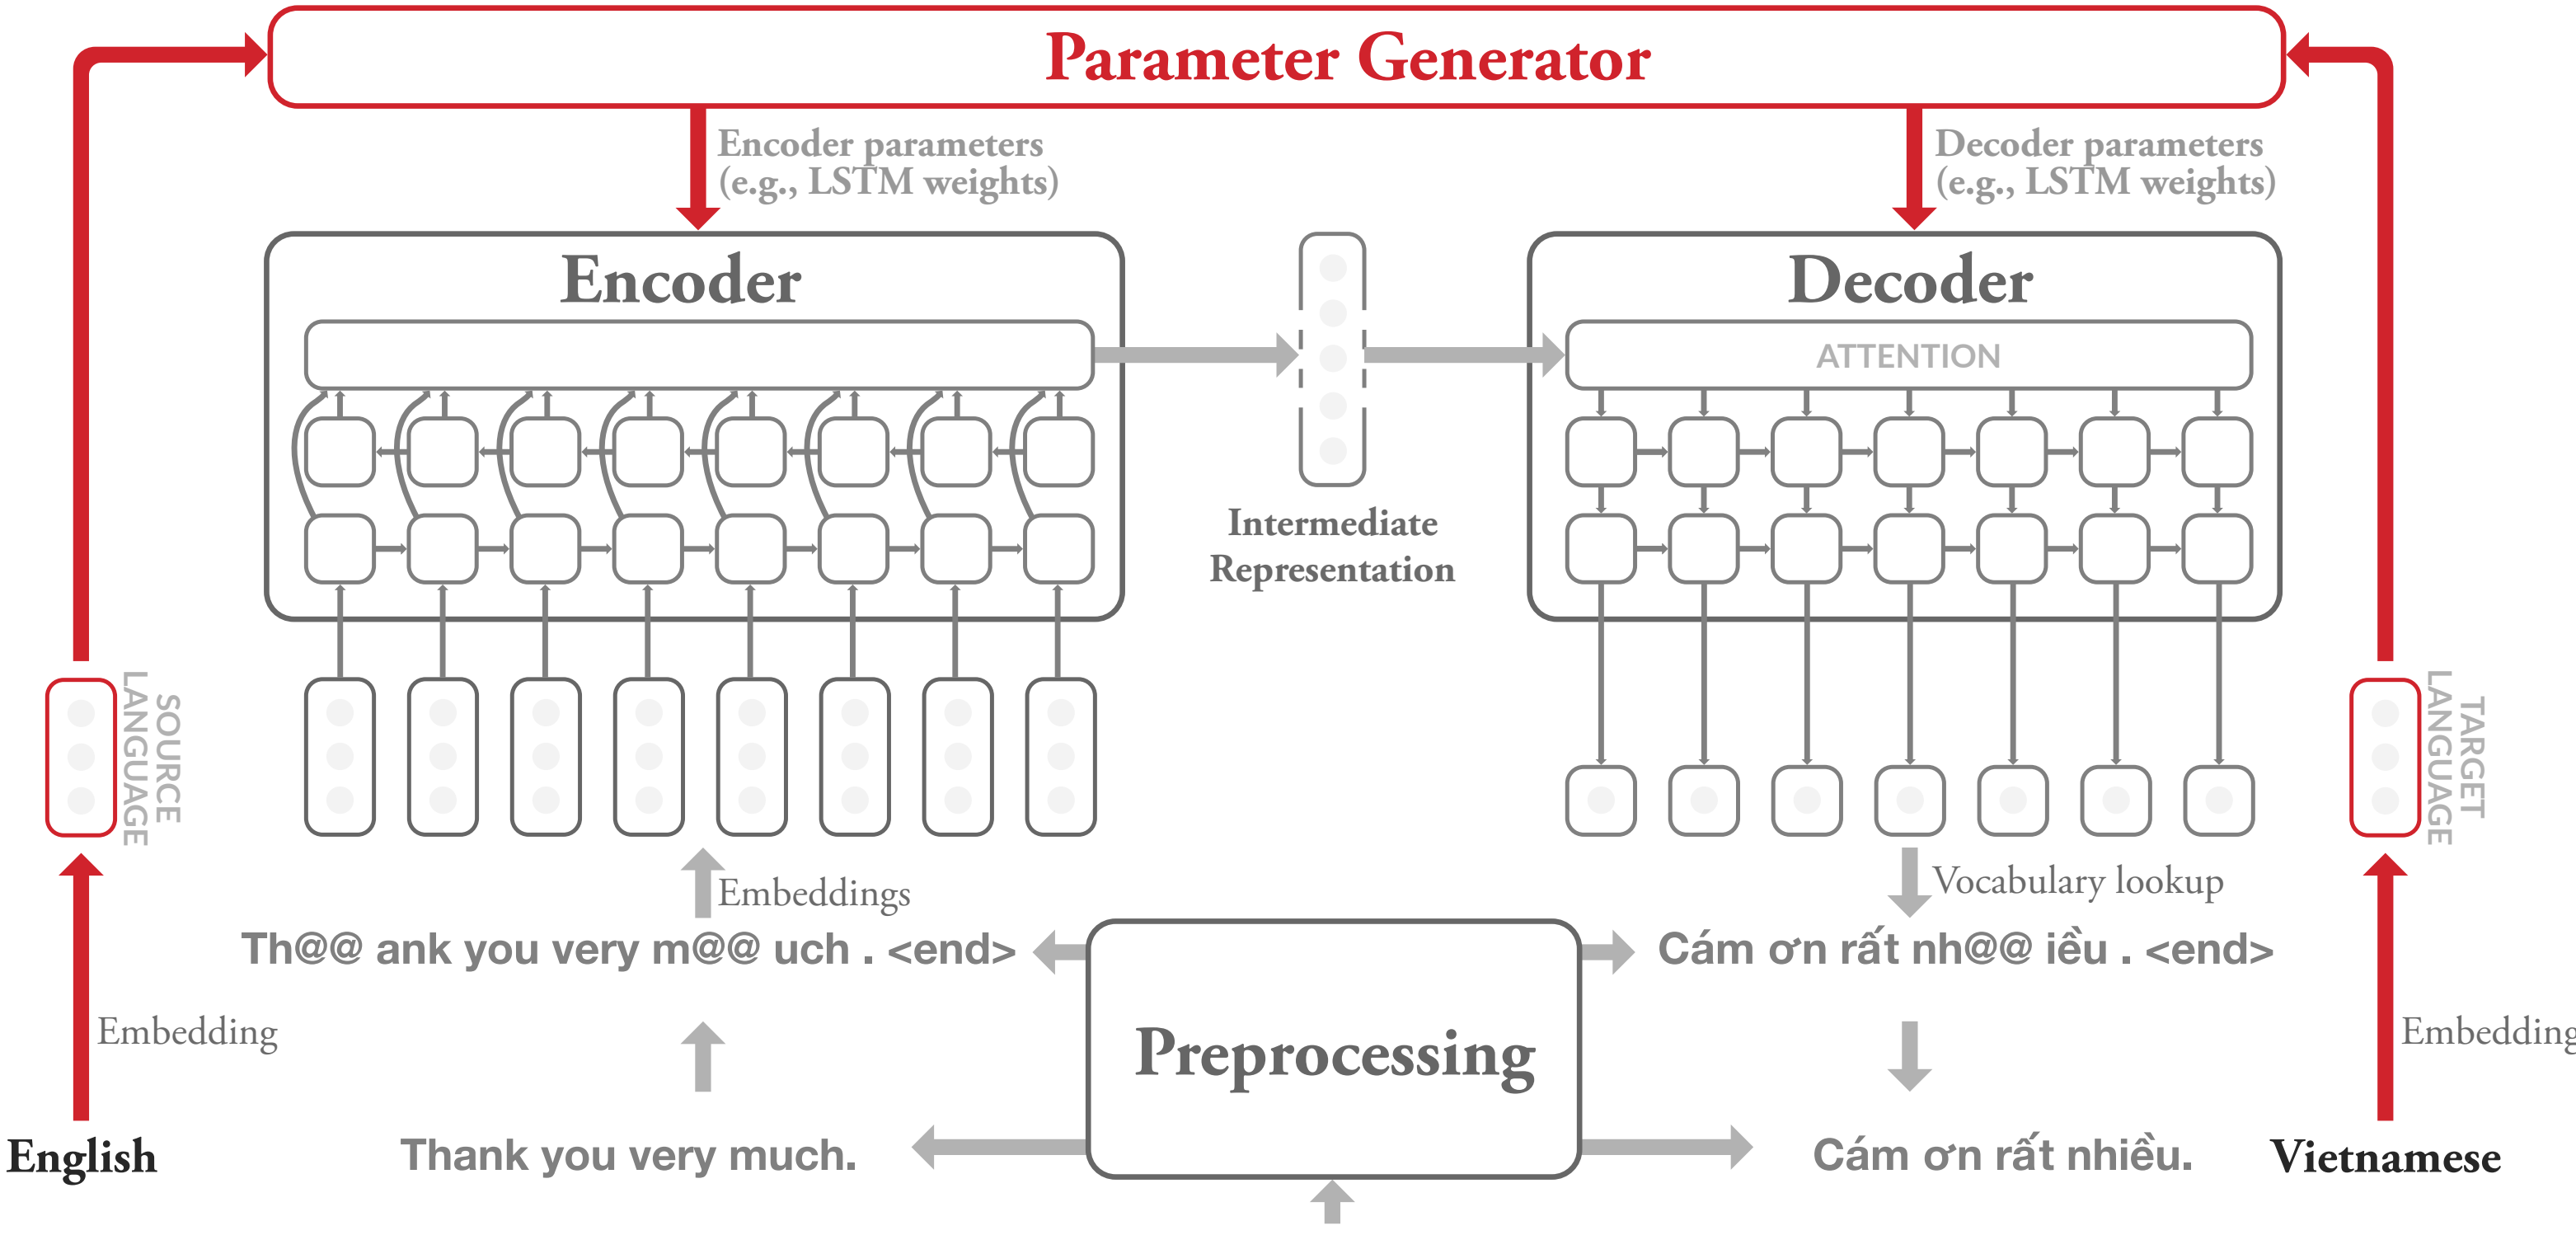 Parameter Generator
Encoder parameters
(e.g., LSTM weights)
Decoder parameters
(e.g., LSTM weights)
Encoder
Decoder
ATTENTION
Intermediate
Representation
SOURCE
LANGUAGE
TARGET
LANGUAGE
Embeddings
Vocabulary lookup
Th@@ ank you very m@@ uch . <end>
Cám ơn rất nh@@ iều . <end>
Preprocessing
Embedding
Embedding
English
Thank you very much.
Cám ơn rất nhiều.
Vietnamese